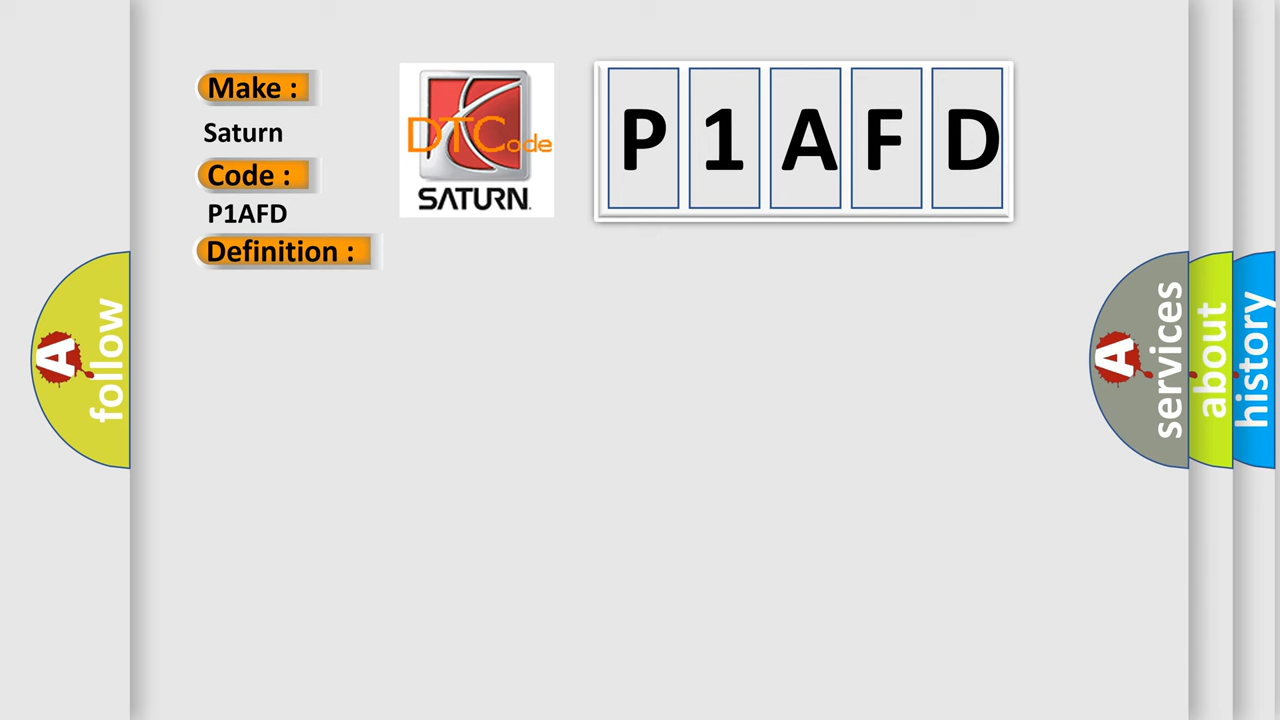 Make :
Saturn
Code :
P1AFD
Definition :
DTCode
SATURN.
P 1 A F D
A follow
A services
about
history